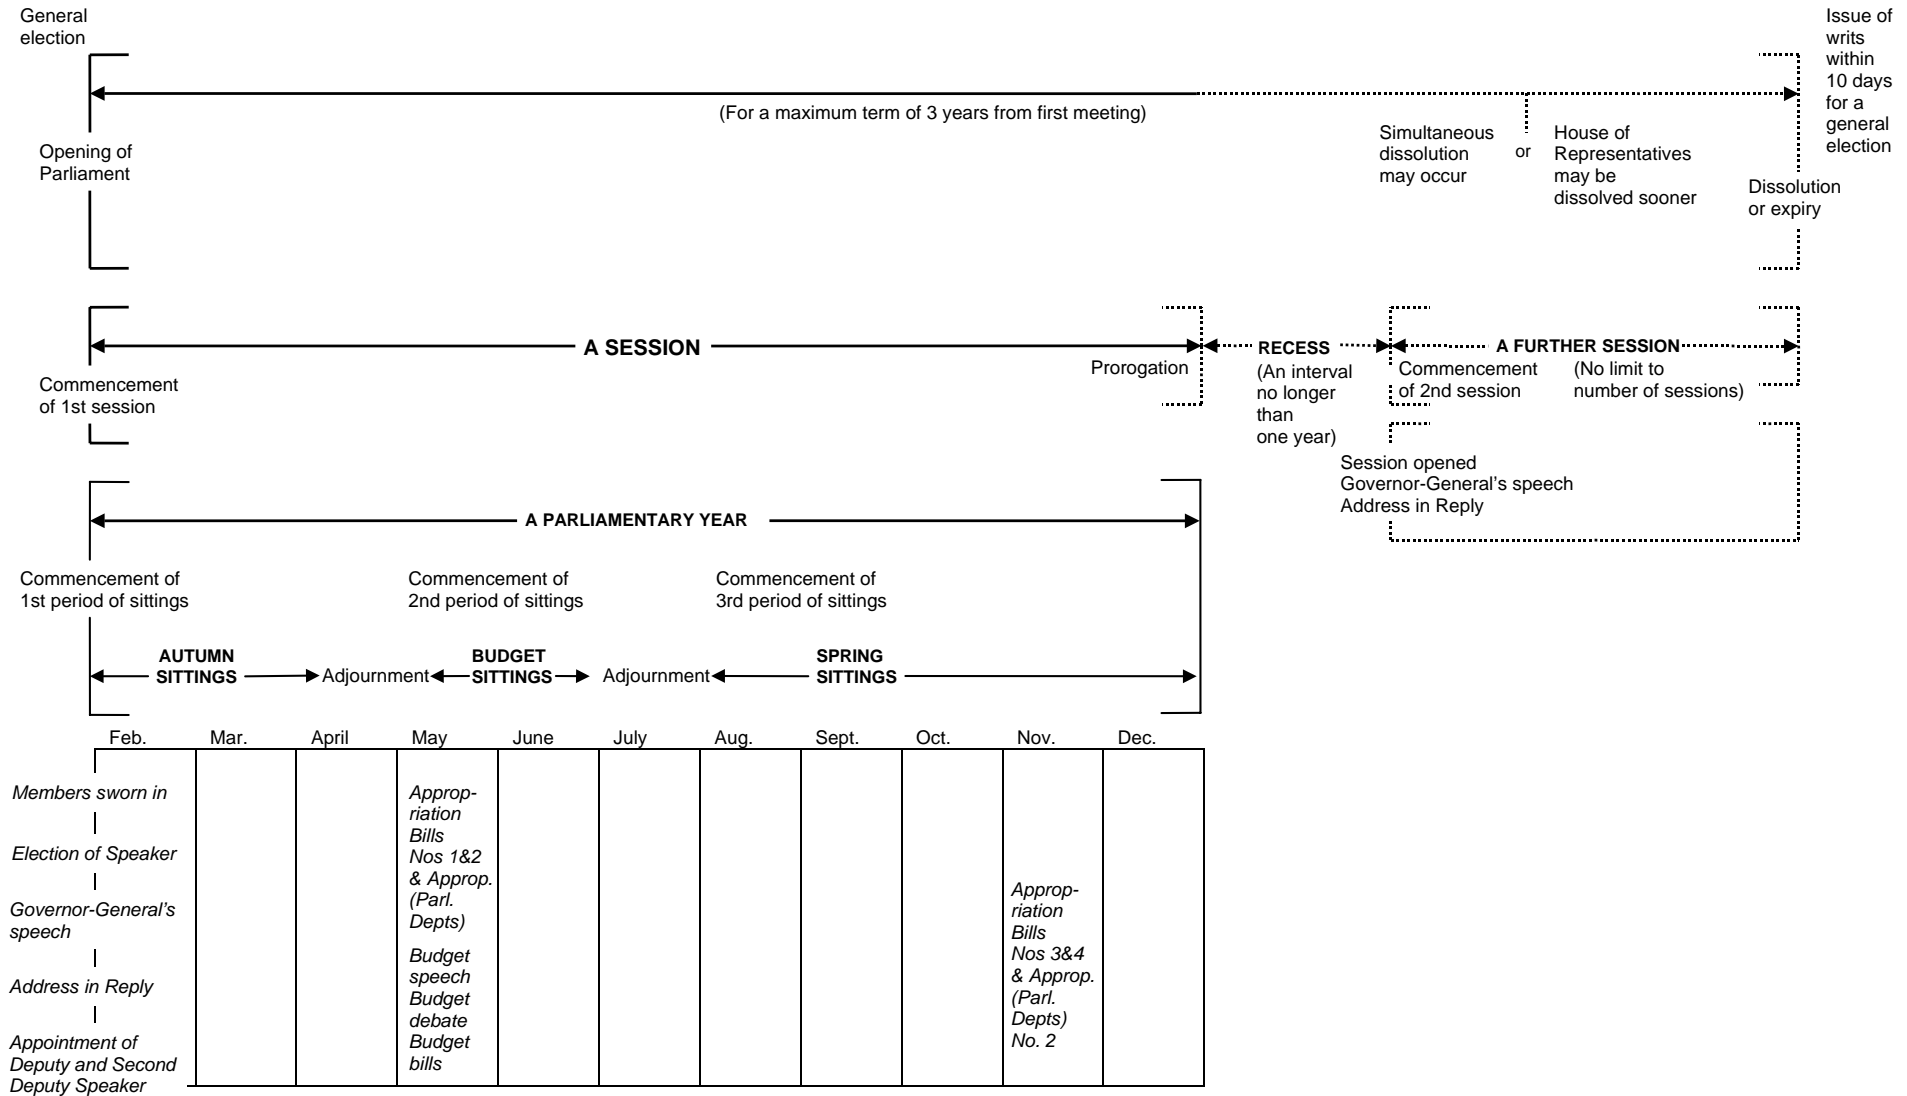 General
election
Issue of
writs
within
10 days
for a
general
election
(For a maximum term of 3 years from first meeting)
Opening of
Parliament
Simultaneous
dissolution
may occur
or
House of
Representatives
may be
dissolved sooner
Dissolution
or expiry
A SESSION
Prorogation
Commencement
of 1st session
RECESS
(An interval
no longer
than
one year)
A FURTHER SESSION
Commencement
of 2nd session
(No limit to
number of sessions)
Session opened
Governor-General’s speech
Address in Reply
A PARLIAMENTARY YEAR
Commencement of
1st period of sittings
Commencement of
2nd period of sittings
Commencement of
3rd period of sittings
AUTUMN
SITTINGS
Adjournment
BUDGET
SITTINGS
Adjournment
SPRING
SITTINGS
Feb. Mar. April May June July Aug. Sept. Oct. Nov. Dec.
Members sworn in
Election of Speaker
Governor-General’s
speech
Address in Reply
Appointment of
Deputy and Second
Deputy Speaker
Approp-
riation
Bills
Nos 1&2
& Approp.
(Parl.
Depts)
Budget
speech
Budget
debate
Budget
bills
Approp-
riation
Bills
Nos 3&4
& Approp.
(Parl.
Depts)
No. 2